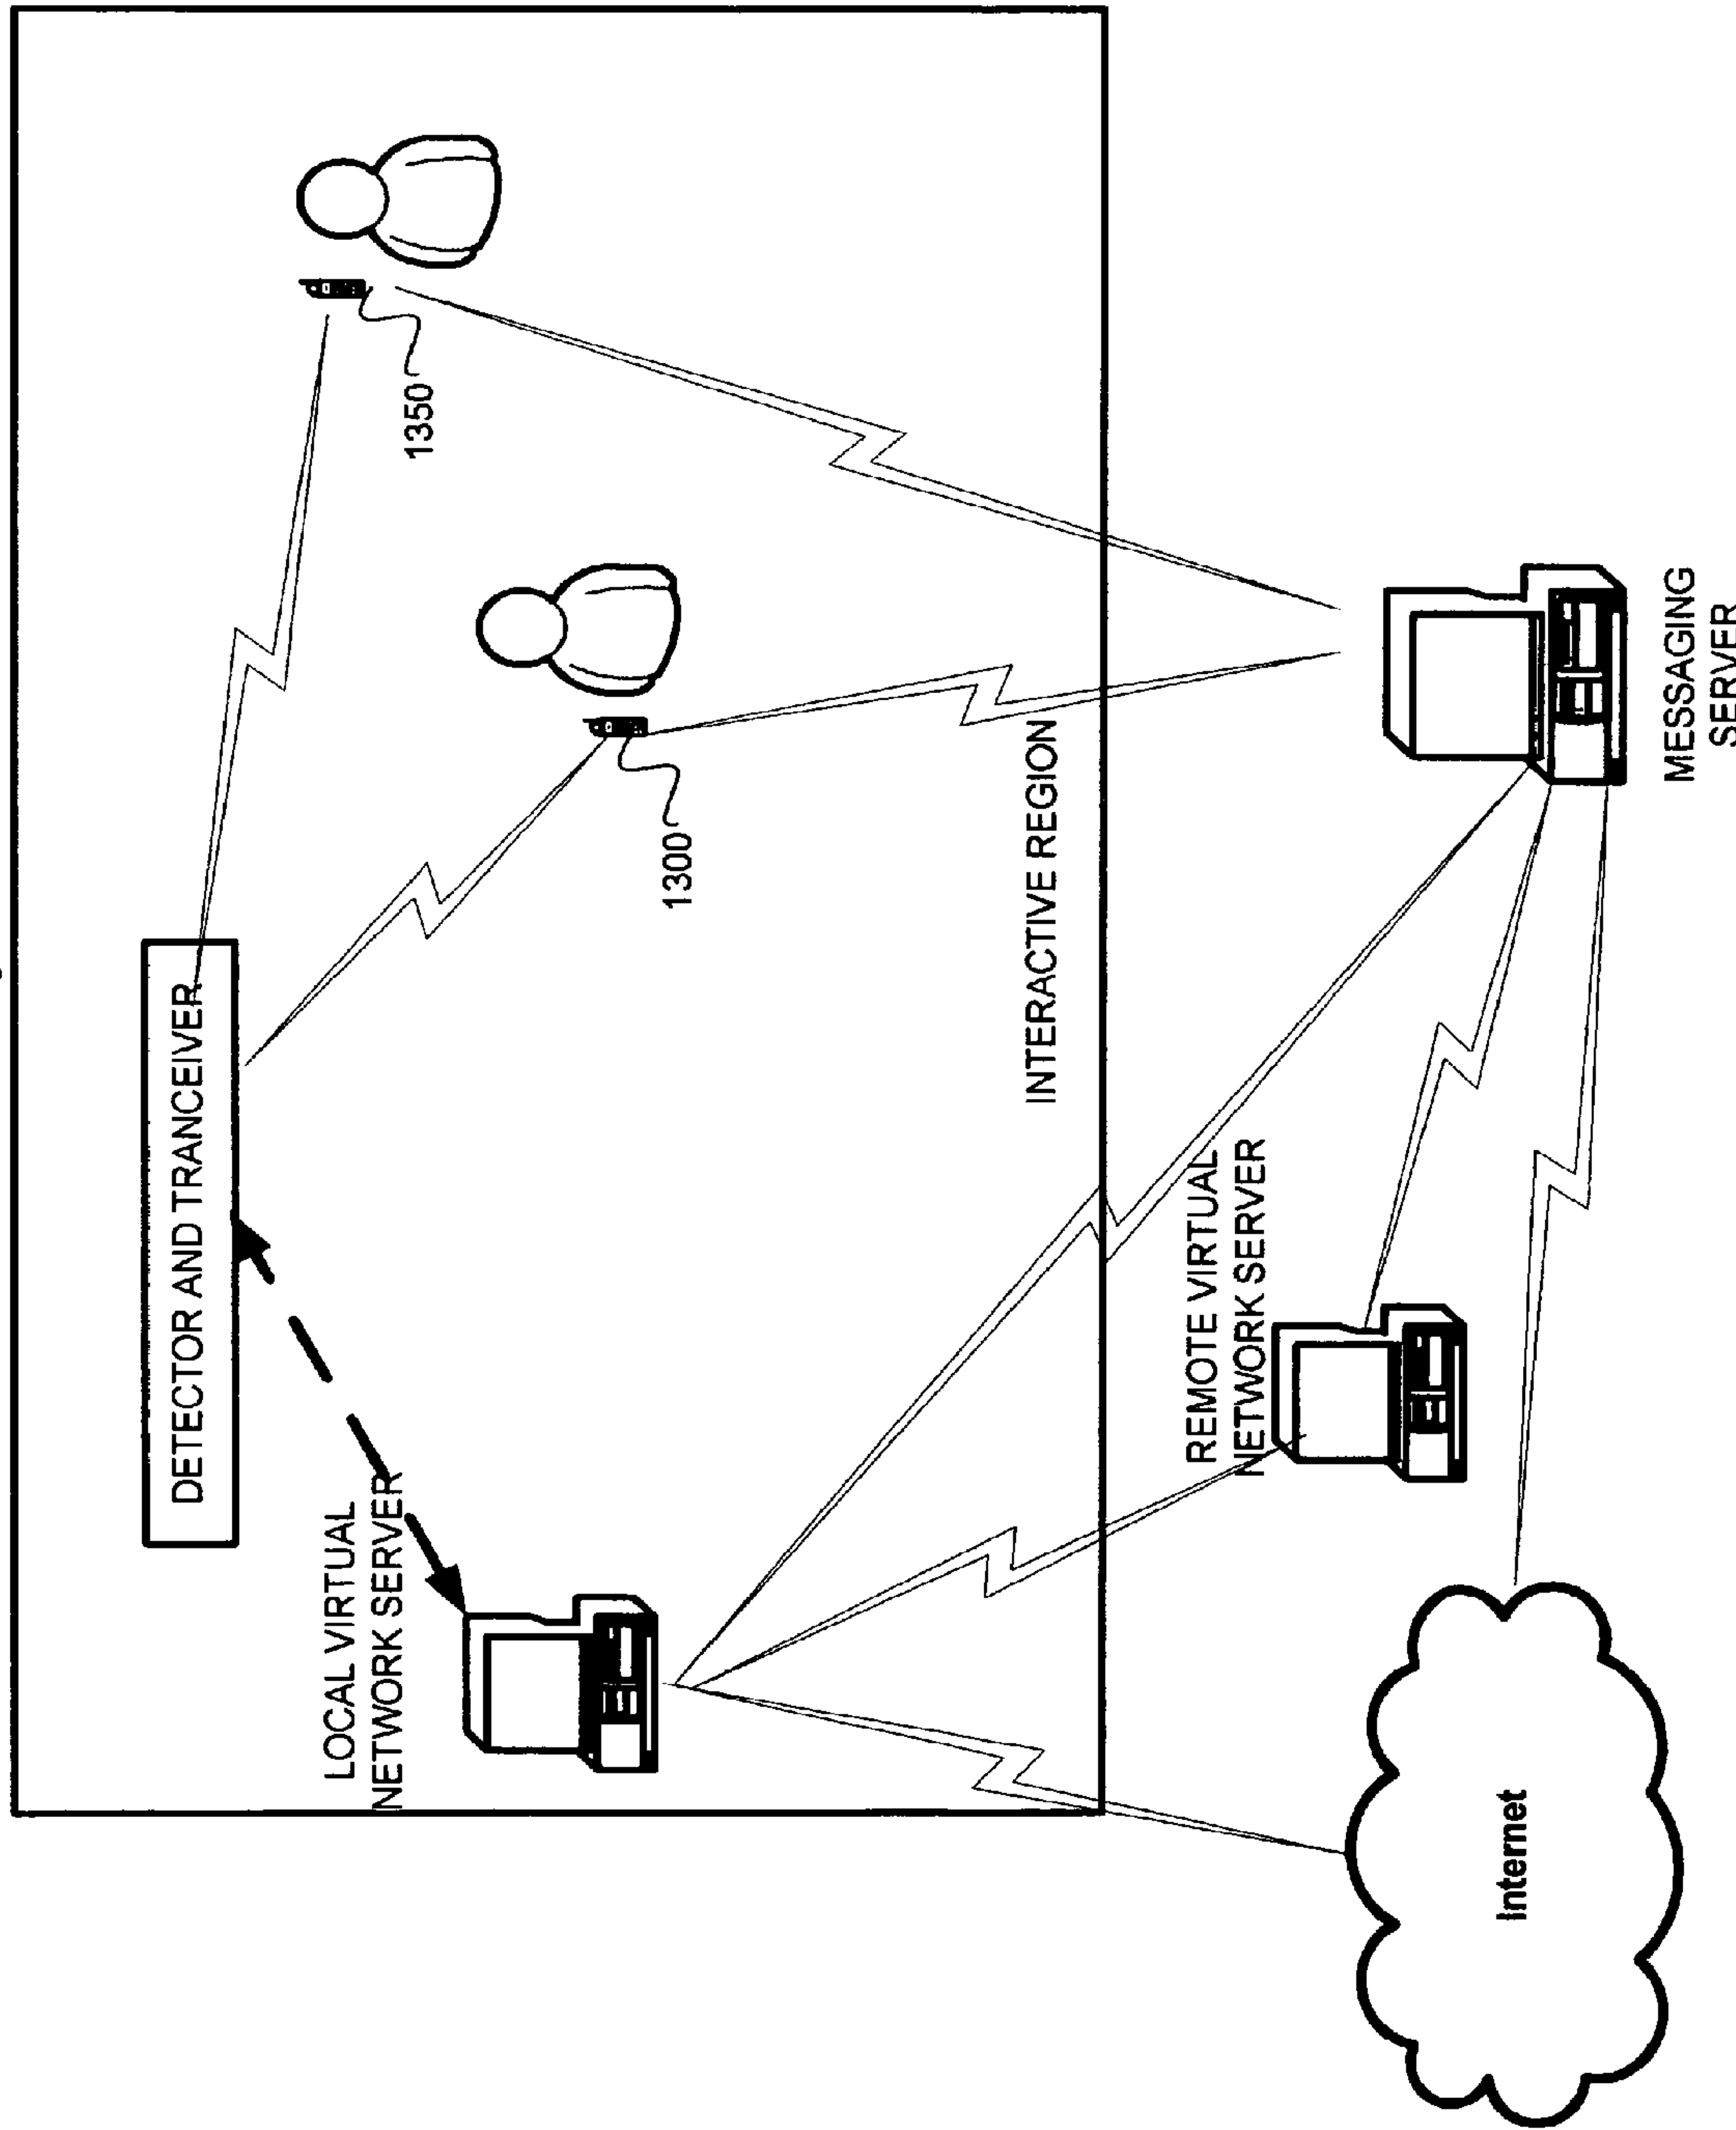 DETECTOR AND TRANCEIVER
LOCAL VIRTUAL
NETWORK SERVER
1350
1300
INTERACTIVE REGION
REMOTE VIRTUAL
NETWORK SERVER
MESSAGING
SERVER
Internet